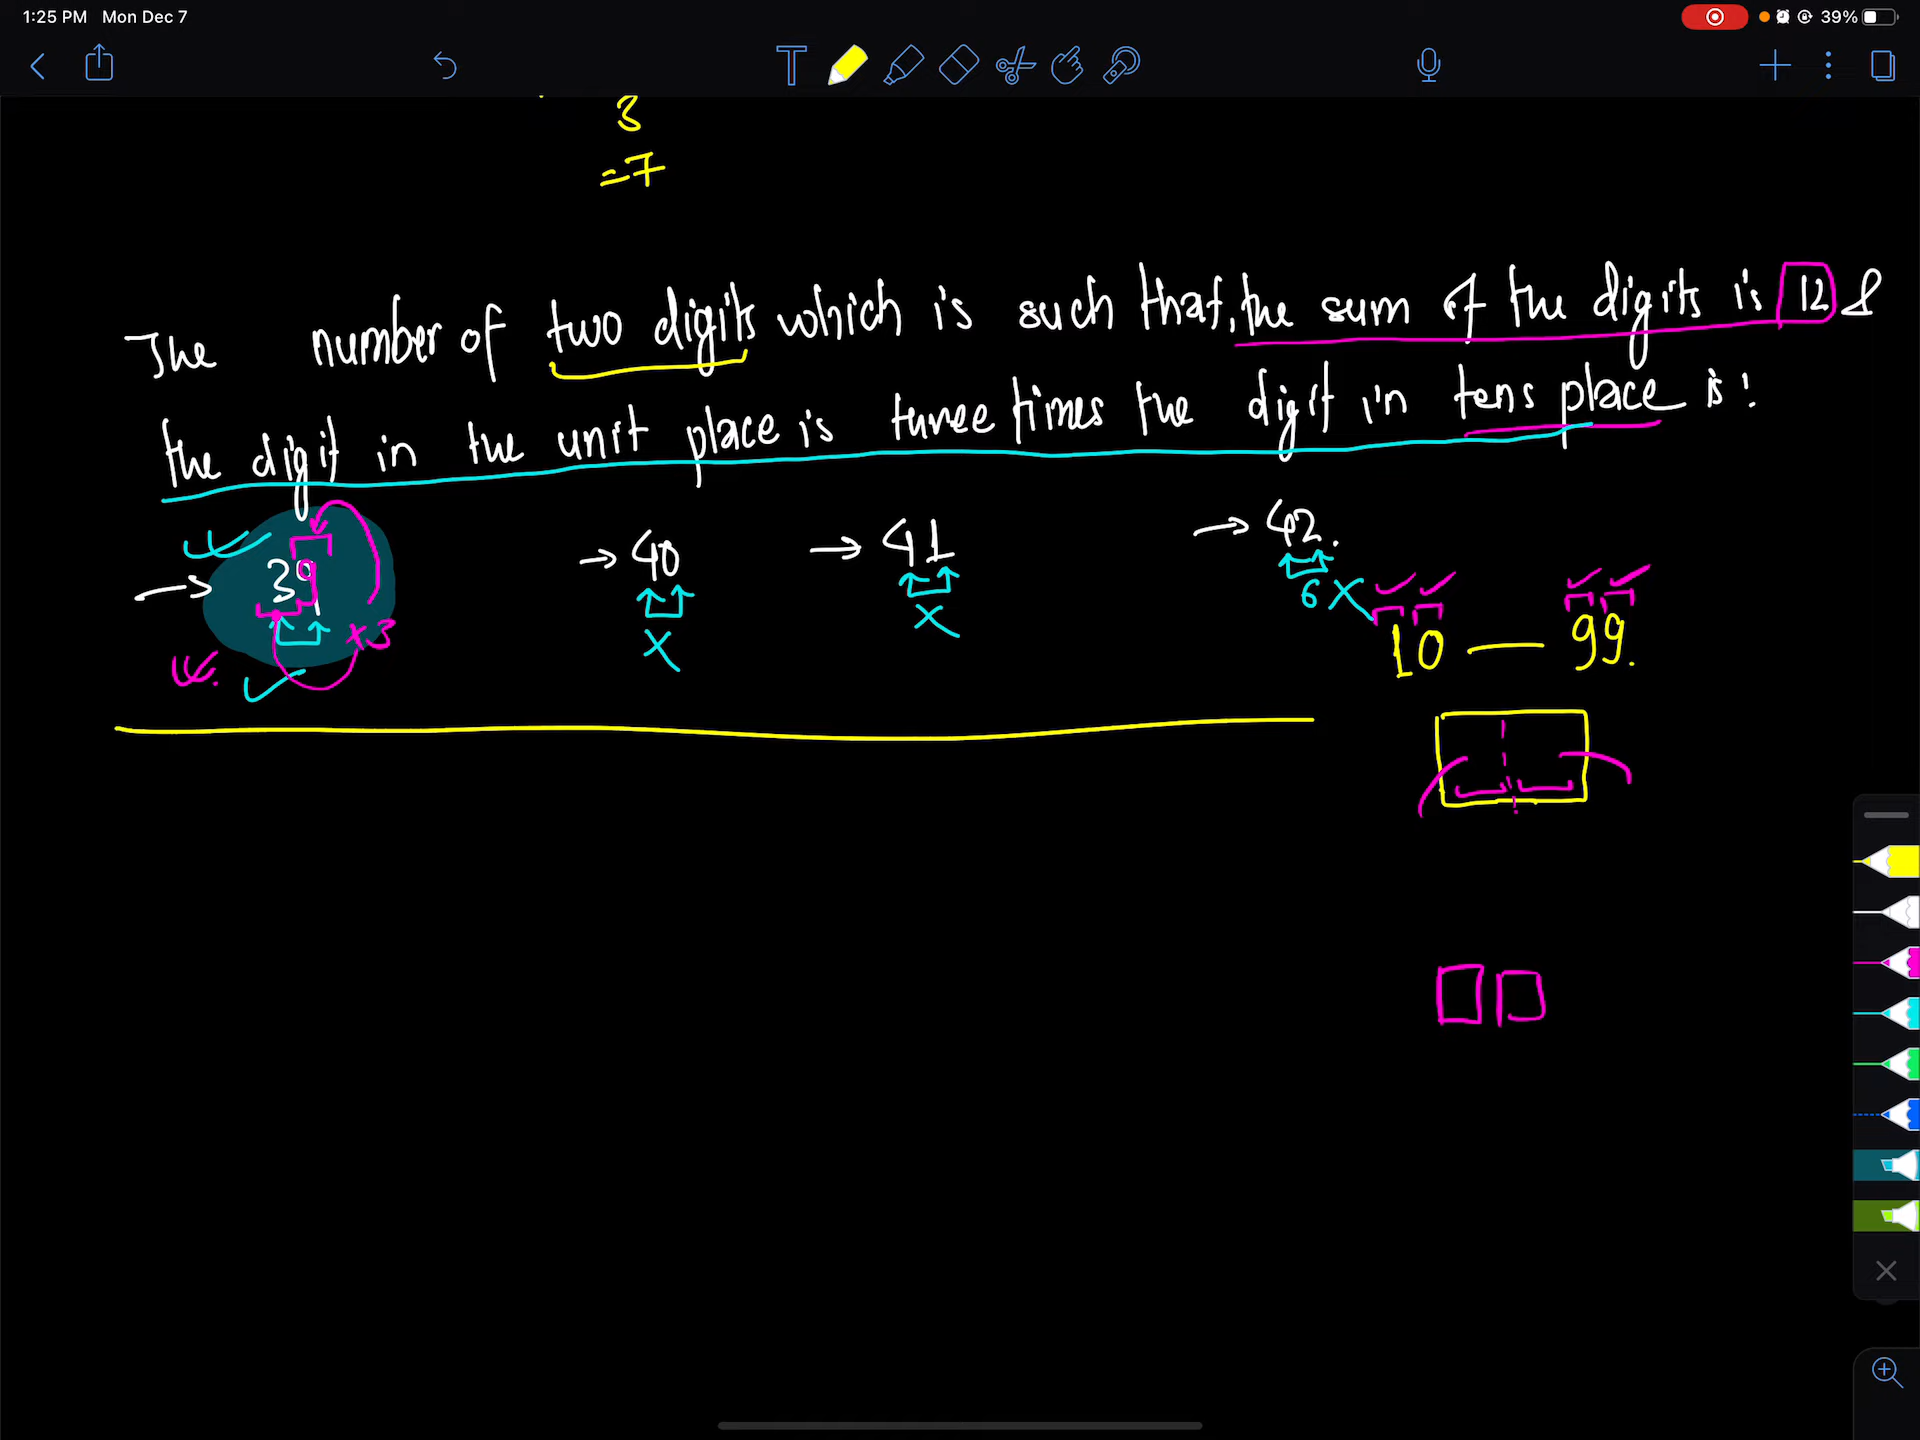 1:25 PM Mon Dec 7
39%
3
=7
The number of two digits which is such that, the sum of the digits is 12 &
the digit in the unit place is three times the digit in tens place is!
→ 39 → 40 → 41 → 42.
×3 X X 6 X
10 — 99.